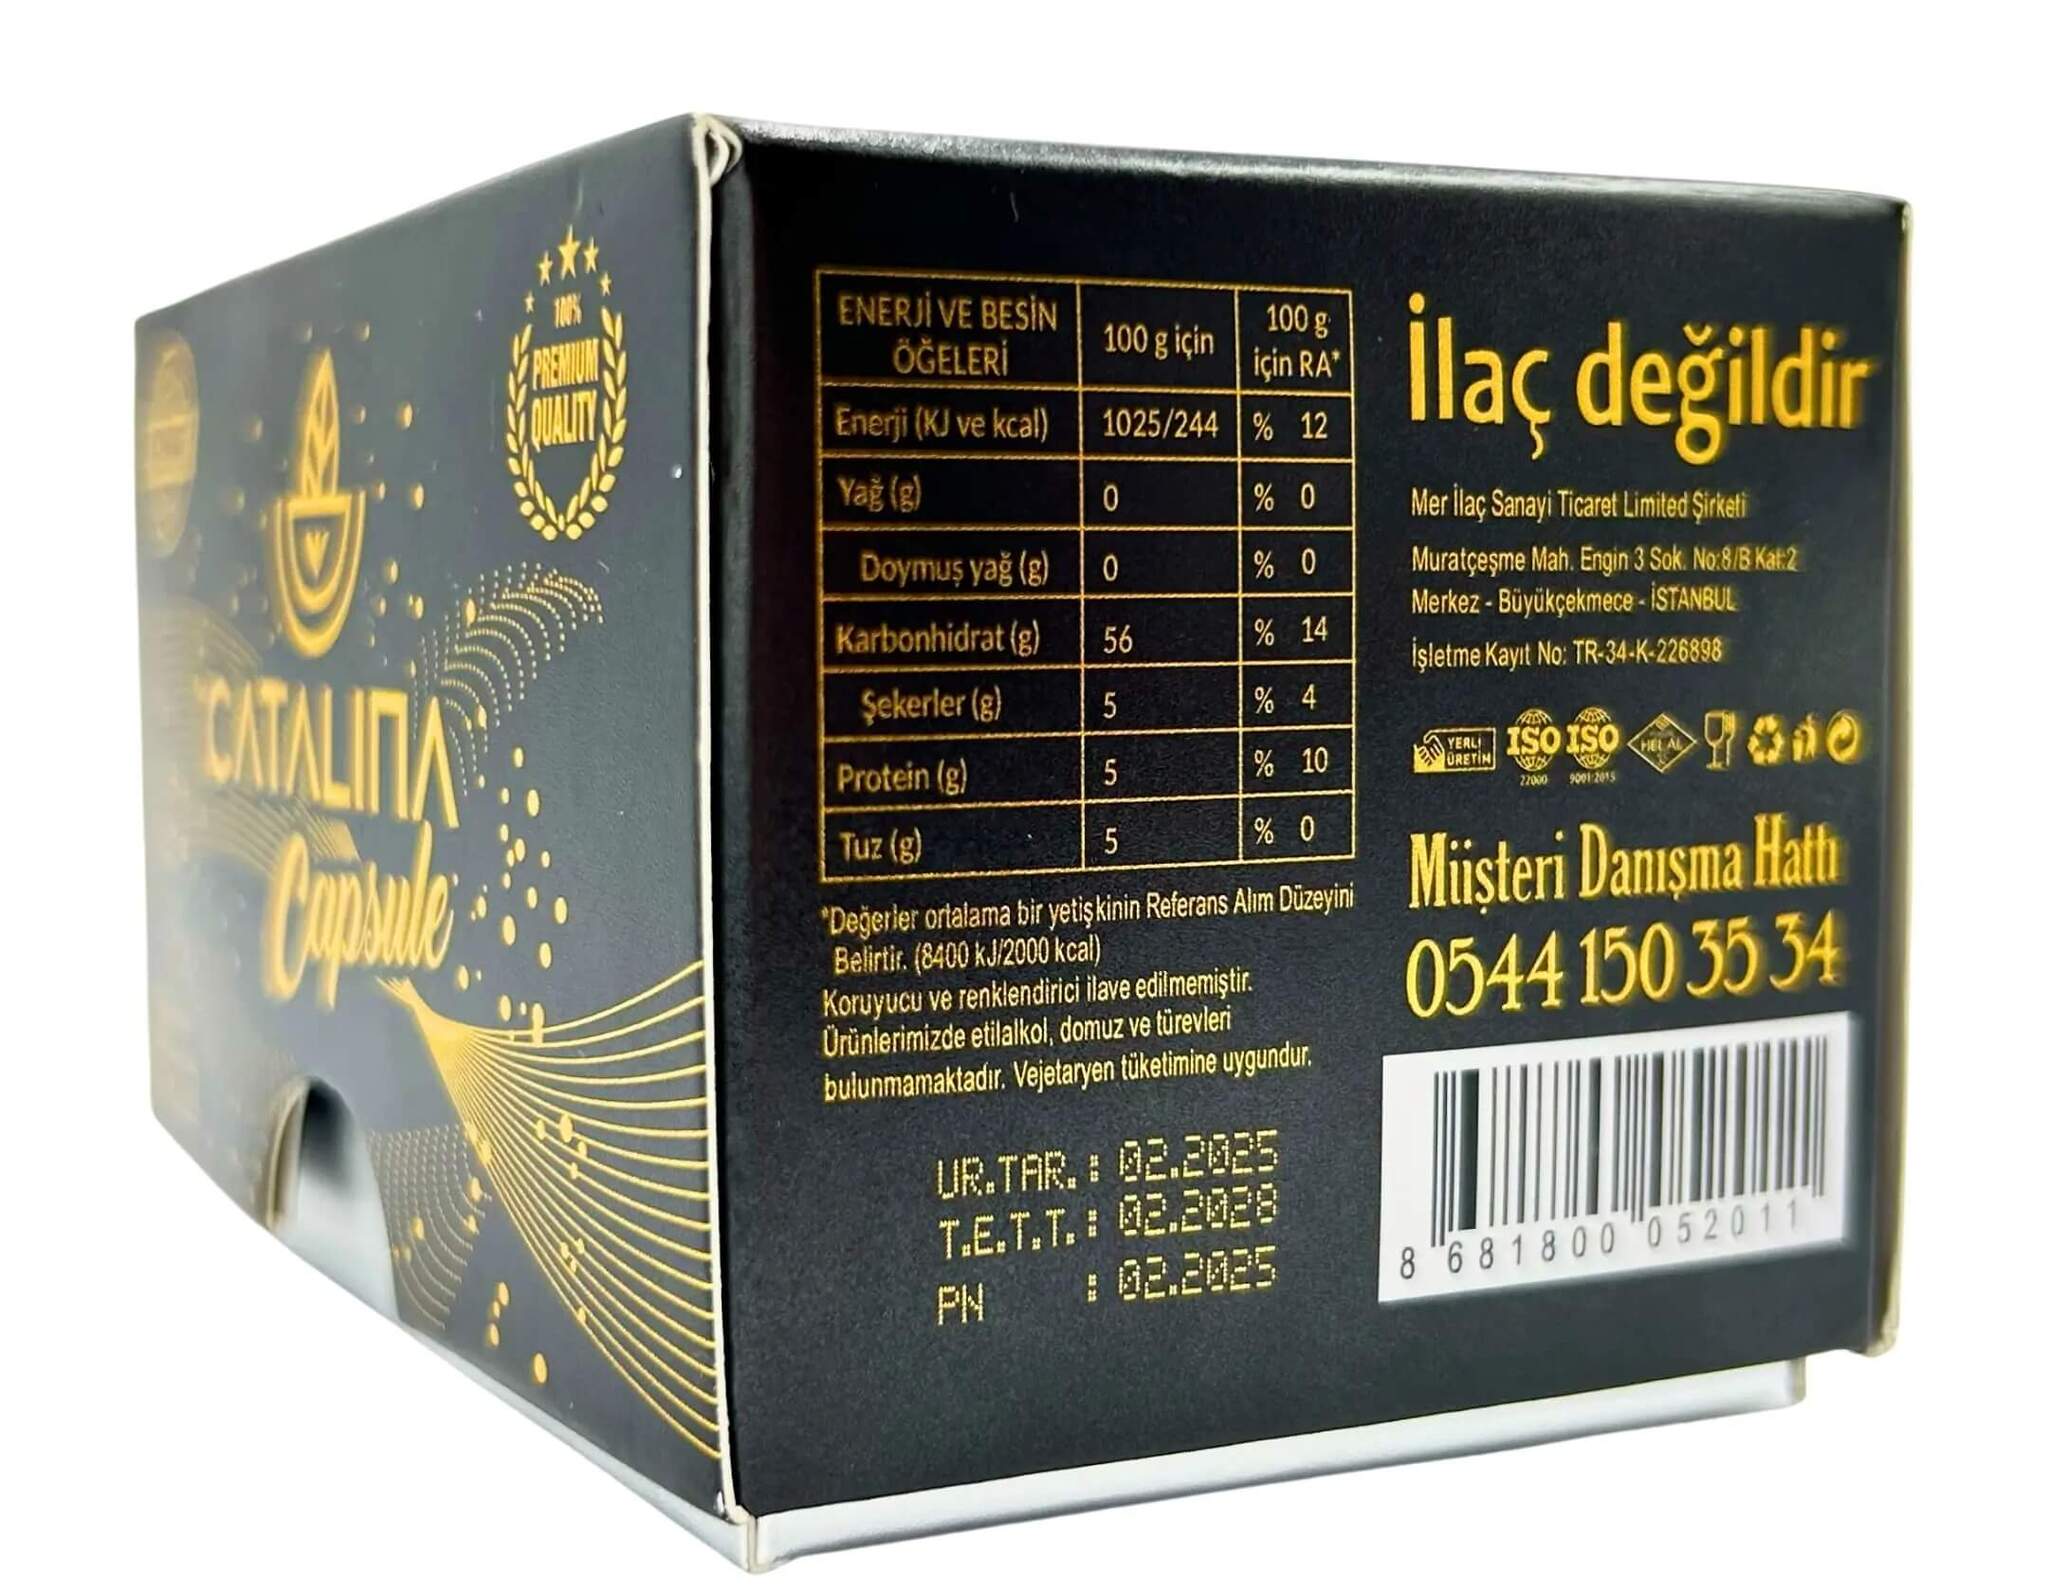 100%
PREMIUM
QUALITY
CATALINA
Capsule
ENERJİ VE BESİN ÖĞELERİ 100 g için 100 g için RA*
Enerji (KJ ve kcal) 1025/244 % 12
Yağ (g) 0 % 0
Doymuş yağ (g) 0 % 0
Karbonhidrat (g) 56 % 14
Şekerler (g) 5 % 4
Protein (g) 5 % 10
Tuz (g) 5 % 0
*Değerler ortalama bir yetişkinin Referans Alım Düzeyini
Belirtir. (8400 kJ/2000 kcal)
Koruyucu ve renklendirici ilave edilmemiştir.
Ürünlerimizde etilalkol, domuz ve türevleri
bulunmamaktadır. Vejetaryen tüketimine uygundur.
UR.TAR. : 02.2025
T.E.T.T. : 02.2028
PN : 02.2025
İlaç değildir
Mer İlaç Sanayi Ticaret Limited Şirketi
Muratçeşme Mah. Engin 3 Sok. No:8/B Kat:2
Merkez - Büyükçekmece - İSTANBUL
İşletme Kayıt No: TR-34-K-226898
YERLİ ÜRETİM
ISO 22000
ISO 9001:2015
HELAL
Müşteri Danışma Hattı
0544 150 35 34
8 681800 052011